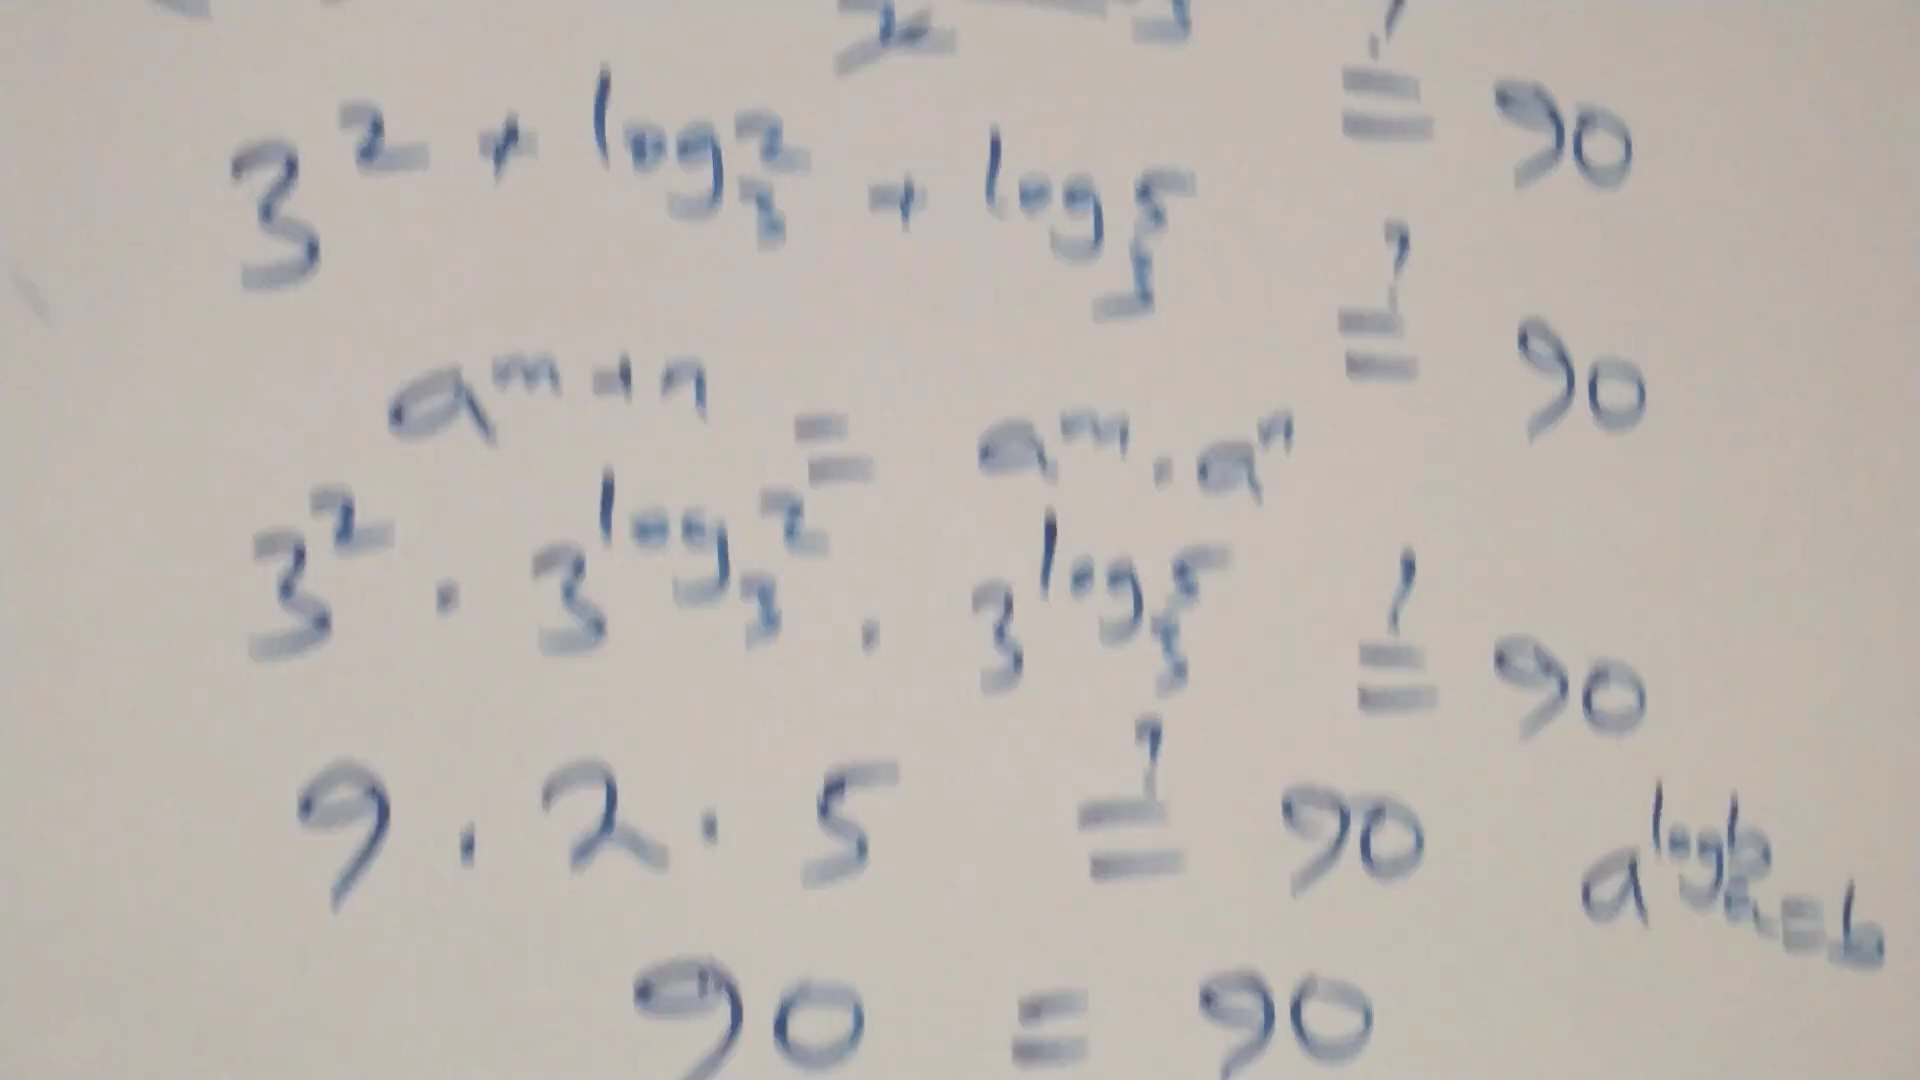 3^{2 + log_3 2 + log_3 5} ≟ 90
≟ 90
a^{m+n} = a^m · a^n
3^2 · 3^{log_3 2} · 3^{log_3 5} ≟ 90
9 · 2 · 5 ≟ 90
a^{log_a b} = b
90 = 90